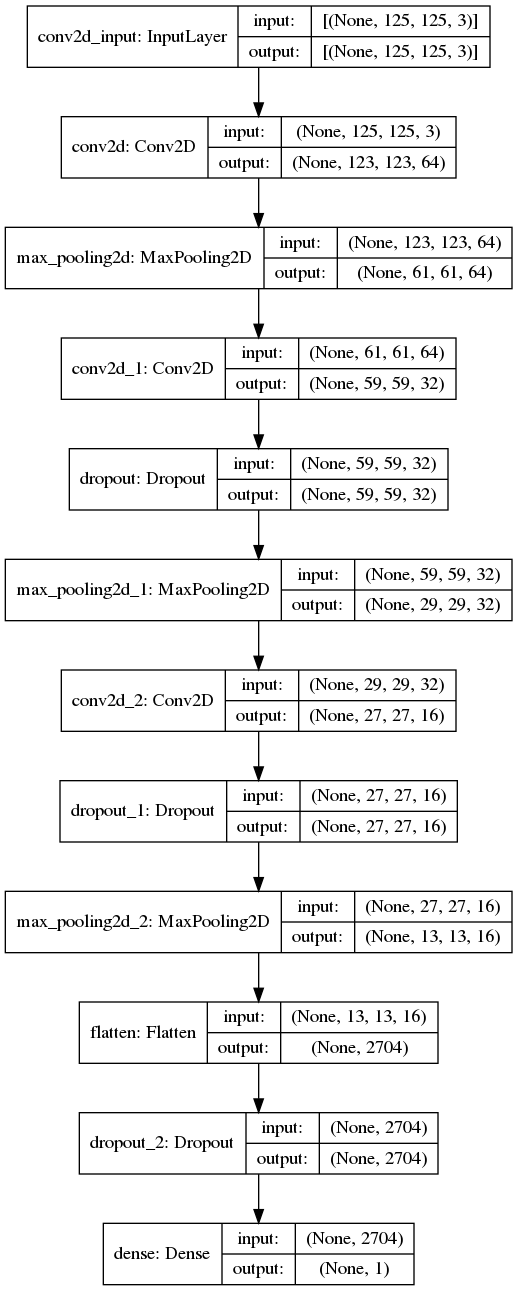 conv2d_input: InputLayer
input: [(None, 125, 125, 3)]
output: [(None, 125, 125, 3)]
conv2d: Conv2D
input: (None, 125, 125, 3)
output: (None, 123, 123, 64)
max_pooling2d: MaxPooling2D
input: (None, 123, 123, 64)
output: (None, 61, 61, 64)
conv2d_1: Conv2D
input: (None, 61, 61, 64)
output: (None, 59, 59, 32)
dropout: Dropout
input: (None, 59, 59, 32)
output: (None, 59, 59, 32)
max_pooling2d_1: MaxPooling2D
input: (None, 59, 59, 32)
output: (None, 29, 29, 32)
conv2d_2: Conv2D
input: (None, 29, 29, 32)
output: (None, 27, 27, 16)
dropout_1: Dropout
input: (None, 27, 27, 16)
output: (None, 27, 27, 16)
max_pooling2d_2: MaxPooling2D
input: (None, 27, 27, 16)
output: (None, 13, 13, 16)
flatten: Flatten
input: (None, 13, 13, 16)
output: (None, 2704)
dropout_2: Dropout
input: (None, 2704)
output: (None, 2704)
dense: Dense
input: (None, 2704)
output: (None, 1)